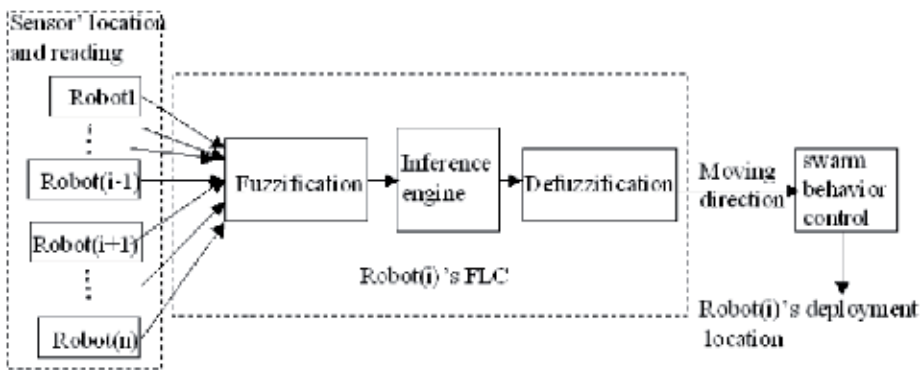 Sensor' location
and reading
Robot1
Robot(i-1)
Robot(i+1)
Robot(n)
Fuzzification
Inference
engine
Defuzzification
Robot(i) 's FLC
Moving
direction
swarm
behavior
control
Robot(i)'s deployment
location